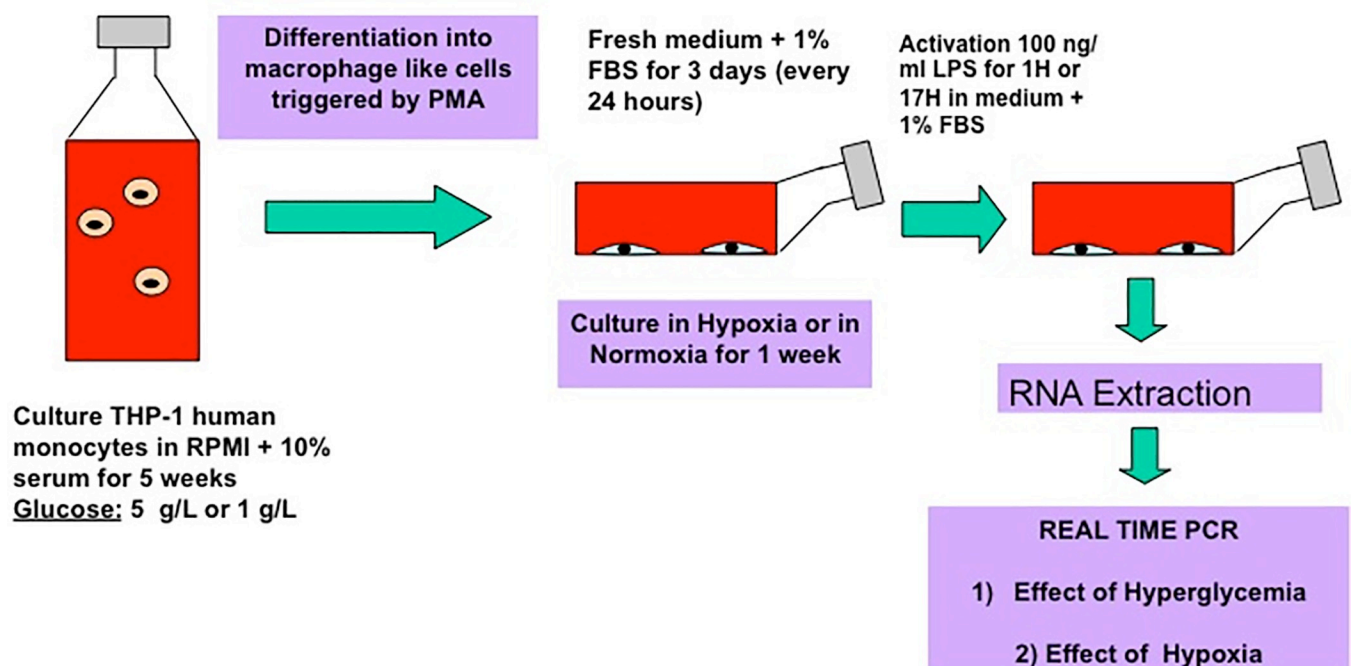 Differentiation into
macrophage like cells
triggered by PMA
Fresh medium + 1%
FBS for 3 days (every
24 hours)
Activation 100 ng/
ml LPS for 1H or
17H in medium +
1% FBS
Culture in Hypoxia or in
Normoxia for 1 week
Culture THP-1 human
monocytes in RPMI + 10%
serum for 5 weeks
Glucose: 5 g/L or 1 g/L
RNA Extraction
REAL TIME PCR
1) Effect of Hyperglycemia
2) Effect of Hypoxia